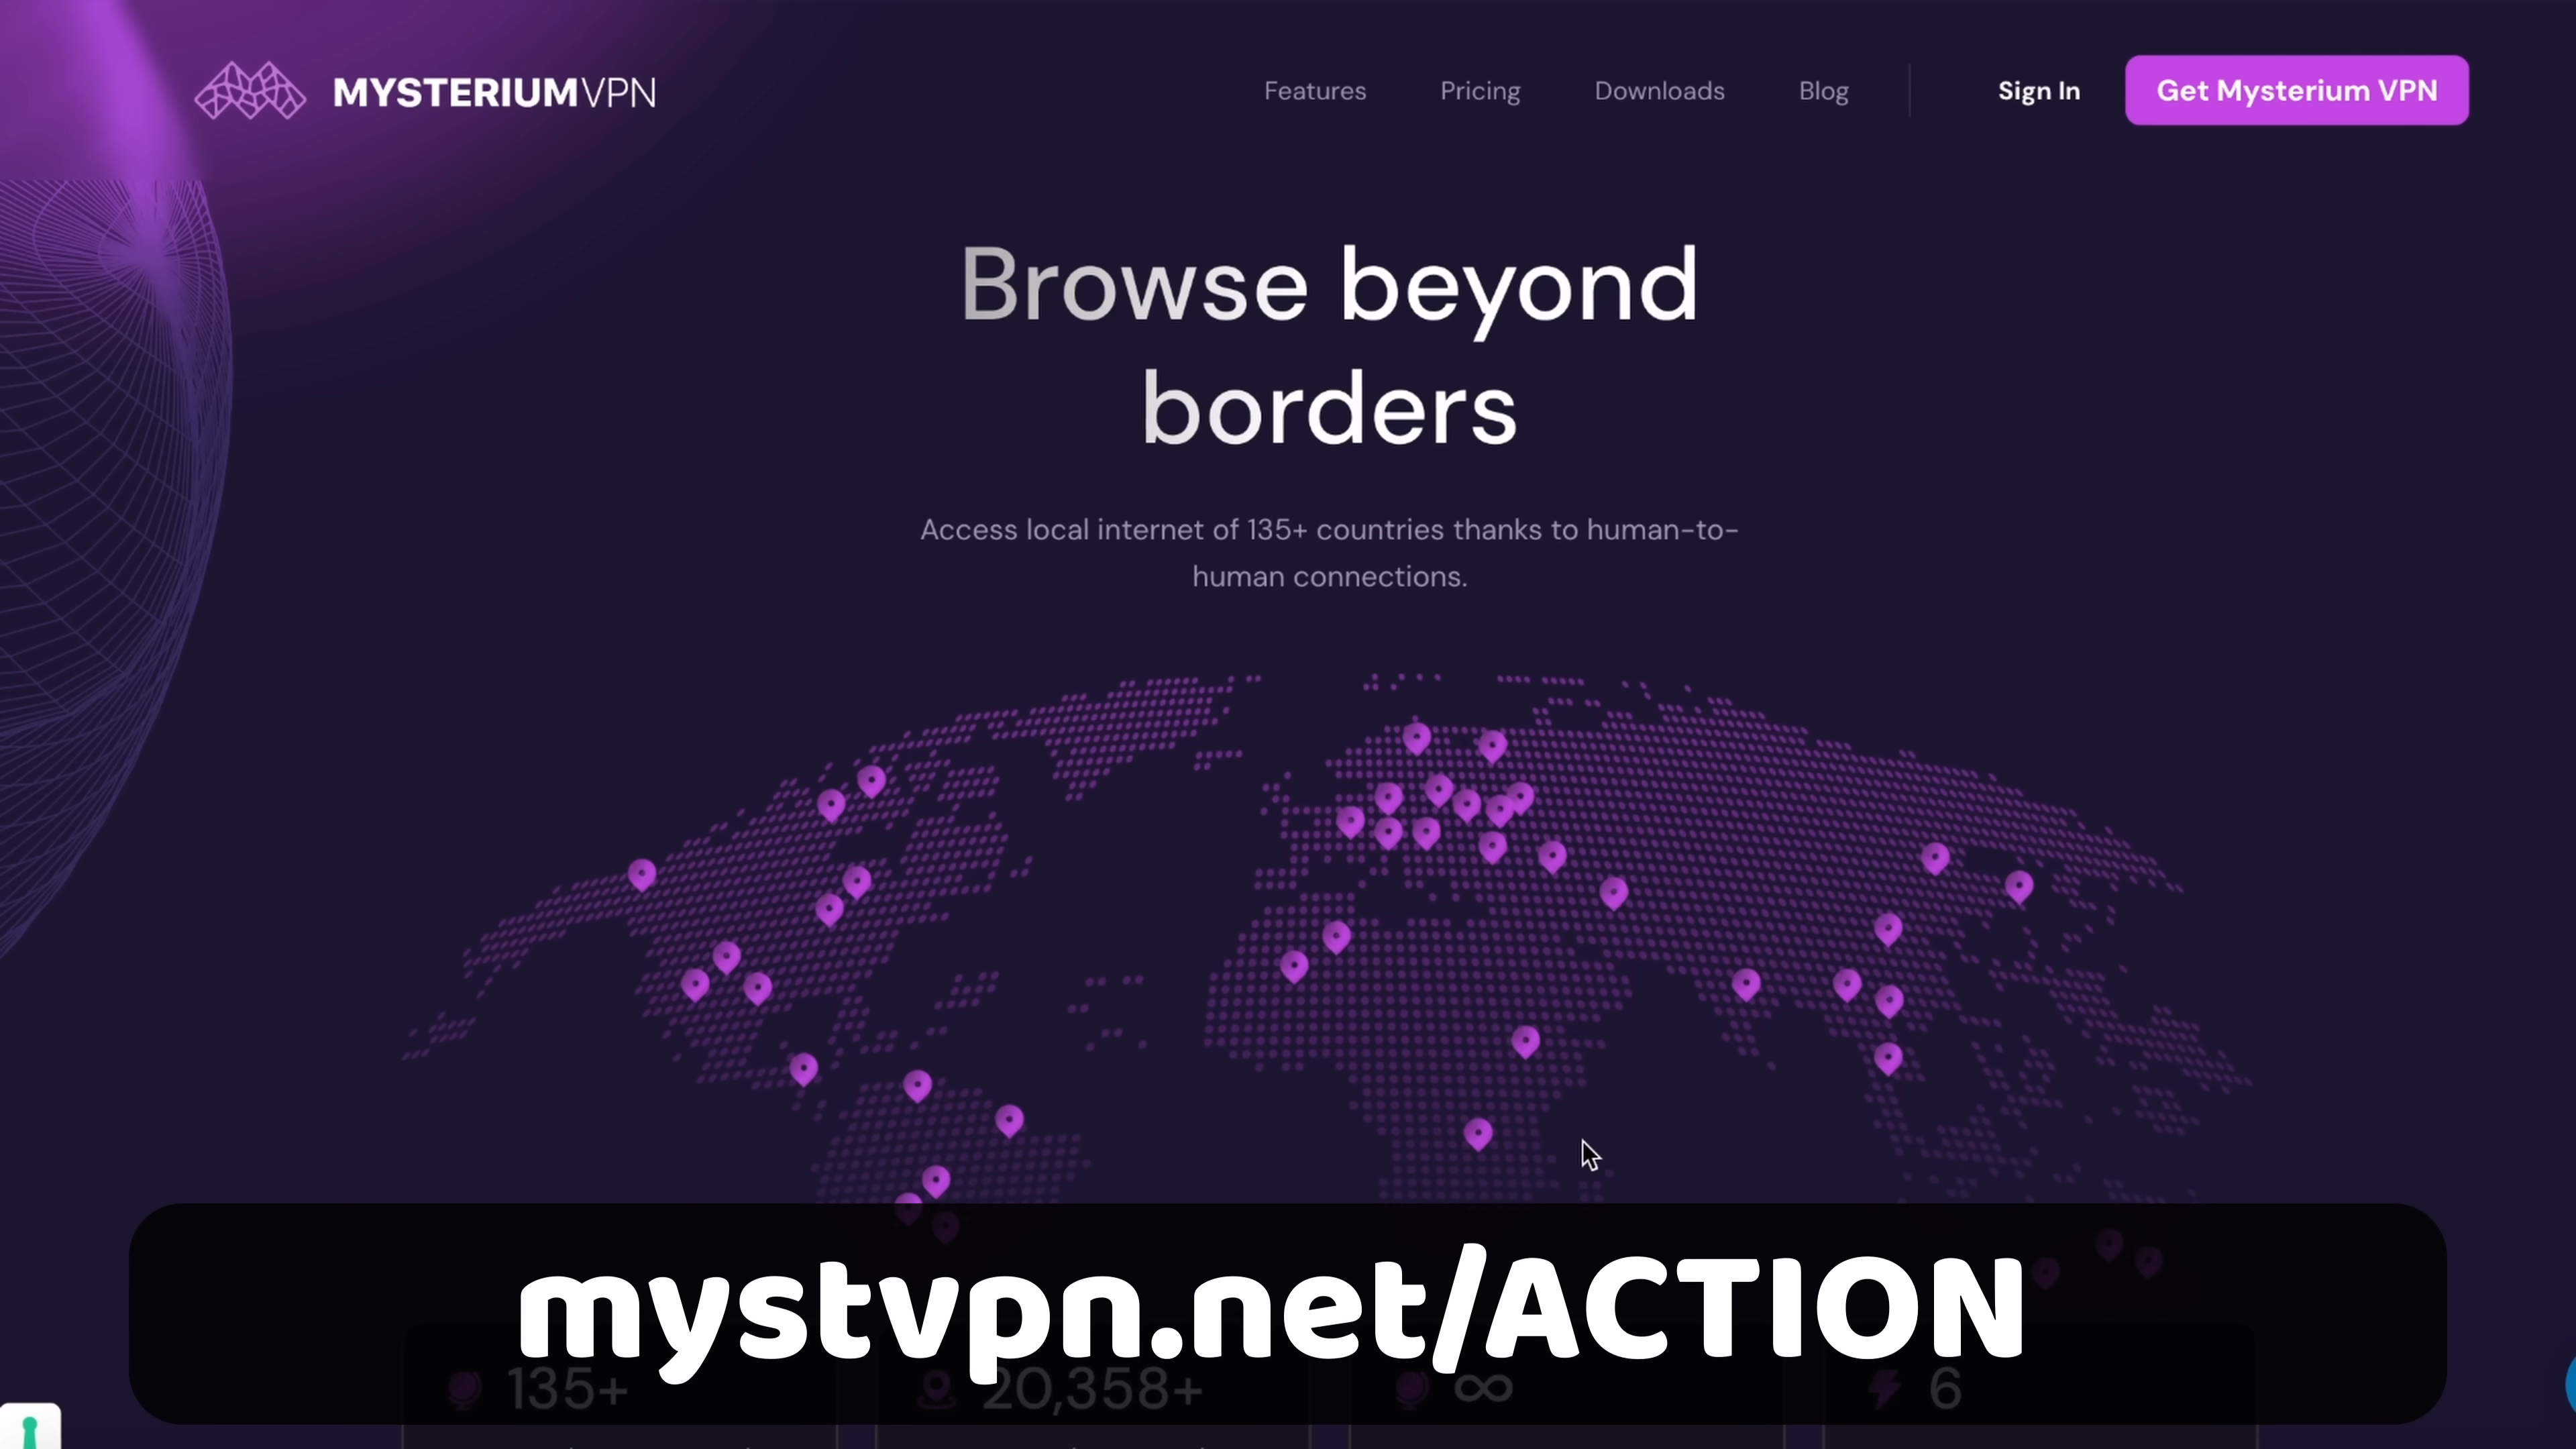 MYSTERIUMVPN
Features Pricing Downloads Blog Sign In Get Mysterium VPN
Browse beyond
borders
Access local internet of 135+ countries thanks to human-to-
human connections.
mystvpn.net/ACTION
135+ 20,358+ ∞ 6